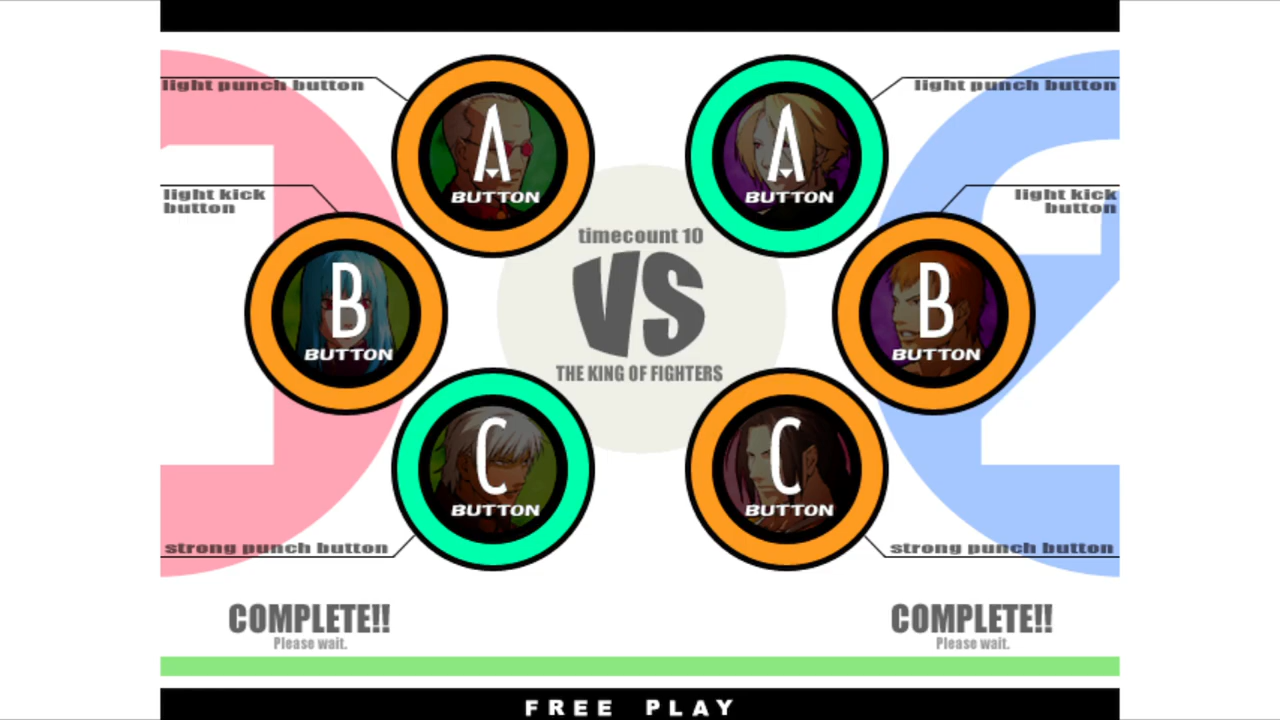 light punch button
A
BUTTON
A
BUTTON
light punch button
light kick
button
light kick
button
timecount 10
VS
THE KING OF FIGHTERS
B
BUTTON
B
BUTTON
C
BUTTON
C
BUTTON
strong punch button
strong punch button
COMPLETE!!
Please wait.
COMPLETE!!
Please wait.
FREE PLAY
1
2